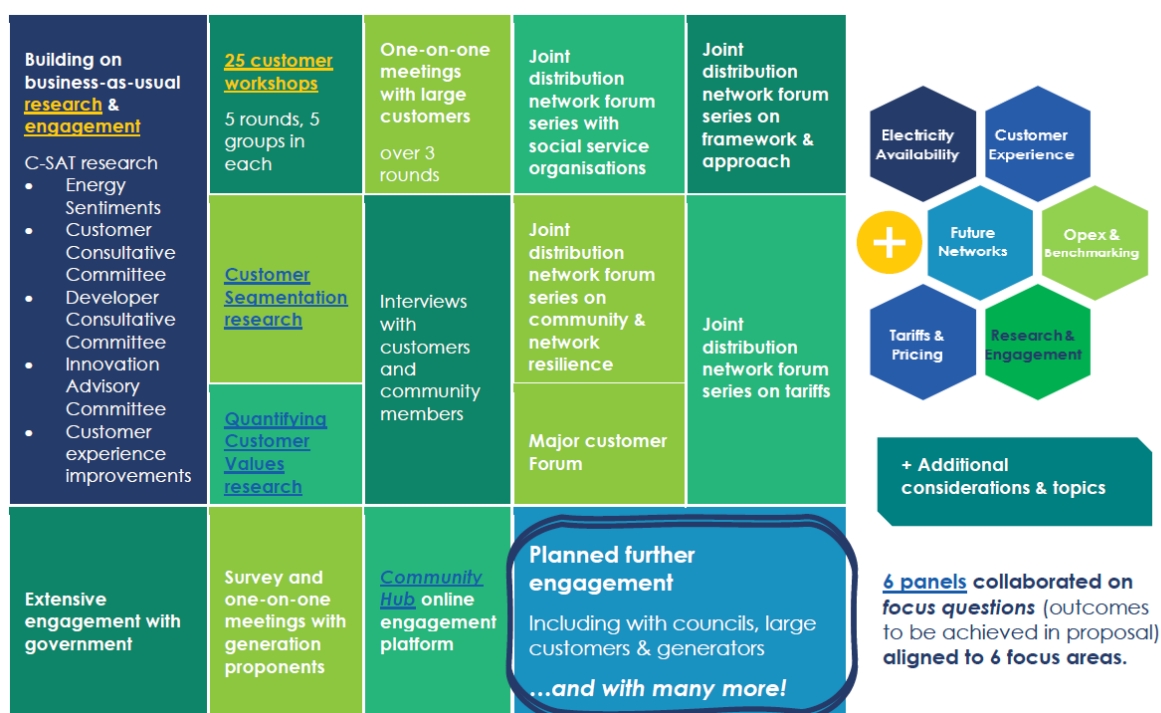 Building on
business-as-usual
research &
engagement
C-SAT research
• Energy
Sentiments
• Customer
Consultative
Committee
• Developer
Consultative
Committee
• Innovation
Advisory
Committee
• Customer
experience
improvements
25 customer
workshops
5 rounds, 5
groups in
each
One-on-one
meetings
with large
customers
over 3
rounds
Joint
distribution
network forum
series with
social service
organisations
Joint
distribution
network forum
series on
framework &
approach
Customer
Segmentation
research
Quantifying
Customer
Values
research
Interviews
with
customers
and
community
members
Joint
distribution
network forum
series on
community &
network
resilience
Major customer
Forum
Joint
distribution
network forum
series on tariffs
Extensive
engagement with
government
Survey and
one-on-one
meetings with
generation
proponents
Community
Hub online
engagement
platform
Planned further
engagement
Including with councils, large
customers & generators
...and with many more!
Electricity
Availability
Customer
Experience
+
Future
Networks
Opex &
Benchmarking
Tariffs &
Pricing
Research &
Engagement
+ Additional
considerations & topics
6 panels collaborated on
focus questions (outcomes
to be achieved in proposal)
aligned to 6 focus areas.